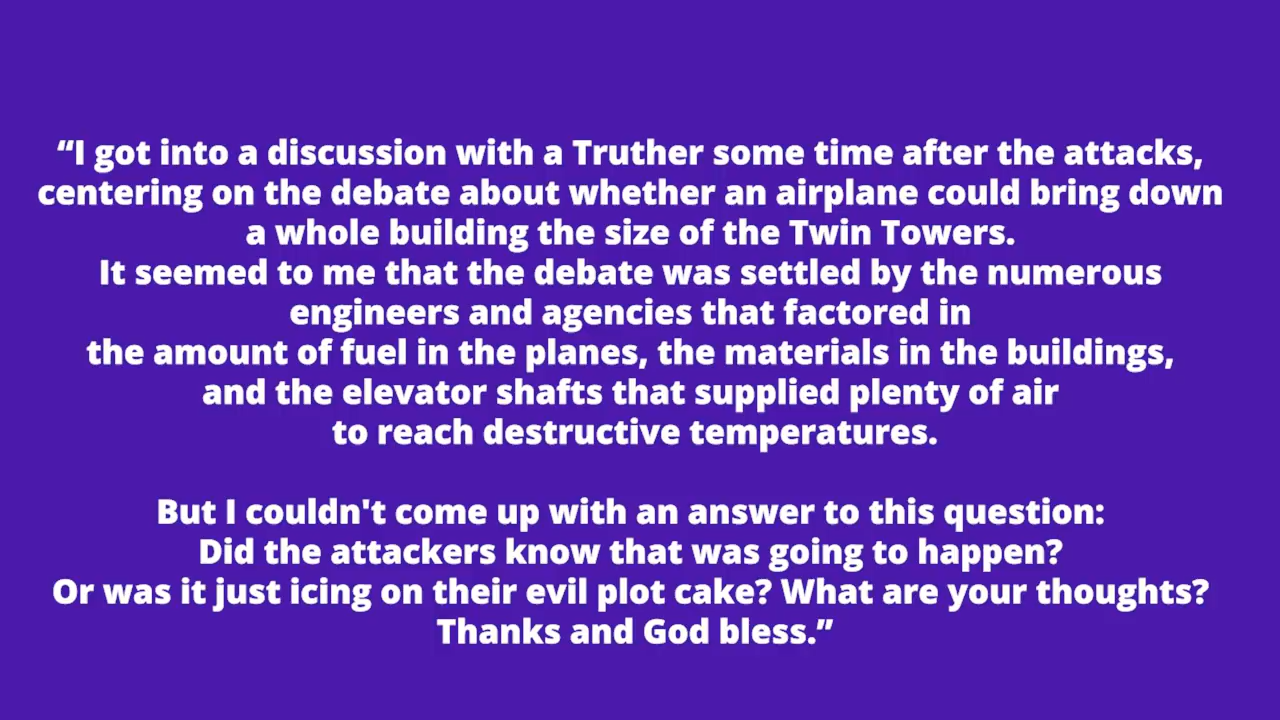 “I got into a discussion with a Truther some time after the attacks,
centering on the debate about whether an airplane could bring down
a whole building the size of the Twin Towers.
It seemed to me that the debate was settled by the numerous
engineers and agencies that factored in
the amount of fuel in the planes, the materials in the buildings,
and the elevator shafts that supplied plenty of air
to reach destructive temperatures.
But I couldn't come up with an answer to this question:
Did the attackers know that was going to happen?
Or was it just icing on their evil plot cake? What are your thoughts?
Thanks and God bless.”